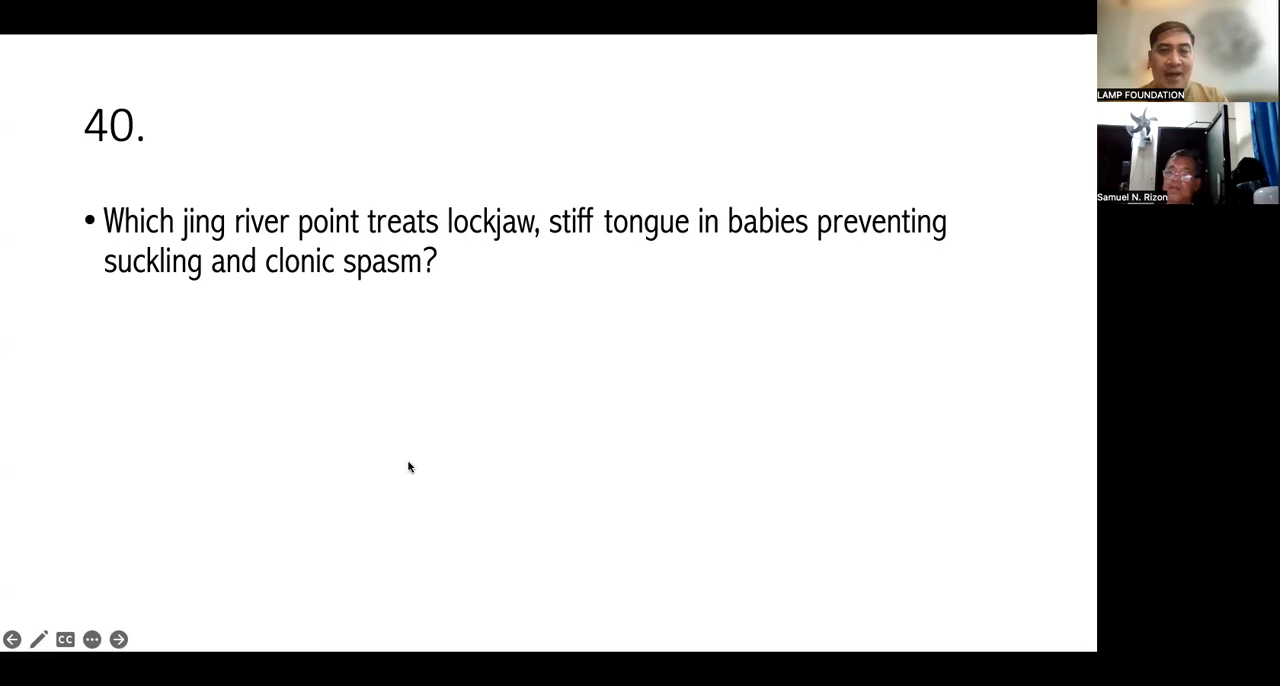 40.
• Which jing river point treats lockjaw, stiff tongue in babies preventing
suckling and clonic spasm?
LAMP FOUNDATION
Samuel N. Rizon
CC